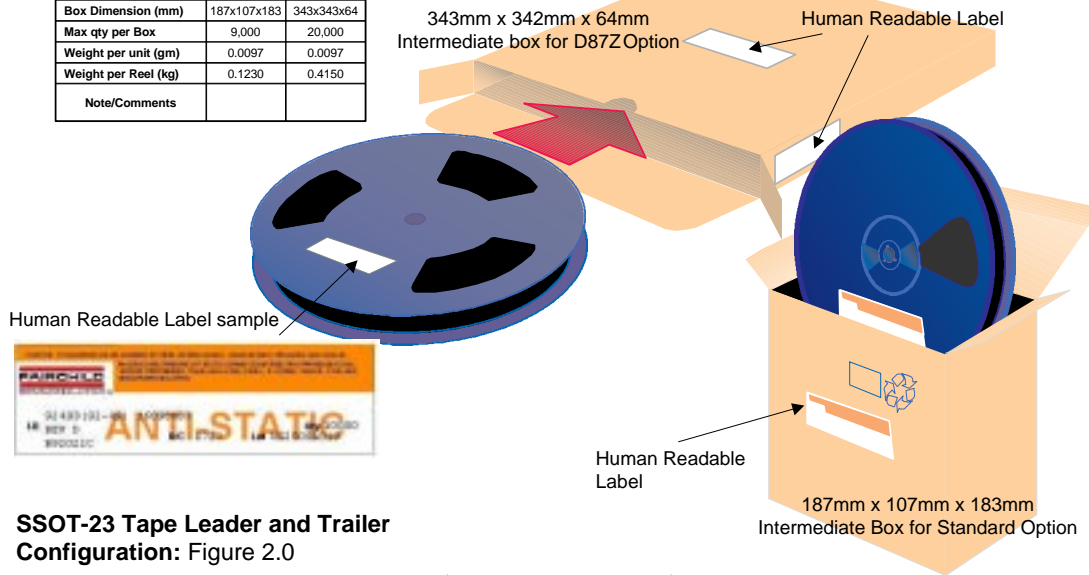 Box Dimension (mm) 187x107x183 343x343x64
Max qty per Box 9,000 20,000
Weight per unit (gm) 0.0097 0.0097
Weight per Reel (kg) 0.1230 0.4150
Note/Comments
343mm x 342mm x 64mm
Intermediate box for D87Z Option
Human Readable Label
Human Readable Label sample
FAIRCHILD
ANTI-STATIC
Human Readable
Label
187mm x 107mm x 183mm
Intermediate Box for Standard Option
SSOT-23 Tape Leader and Trailer
Configuration: Figure 2.0